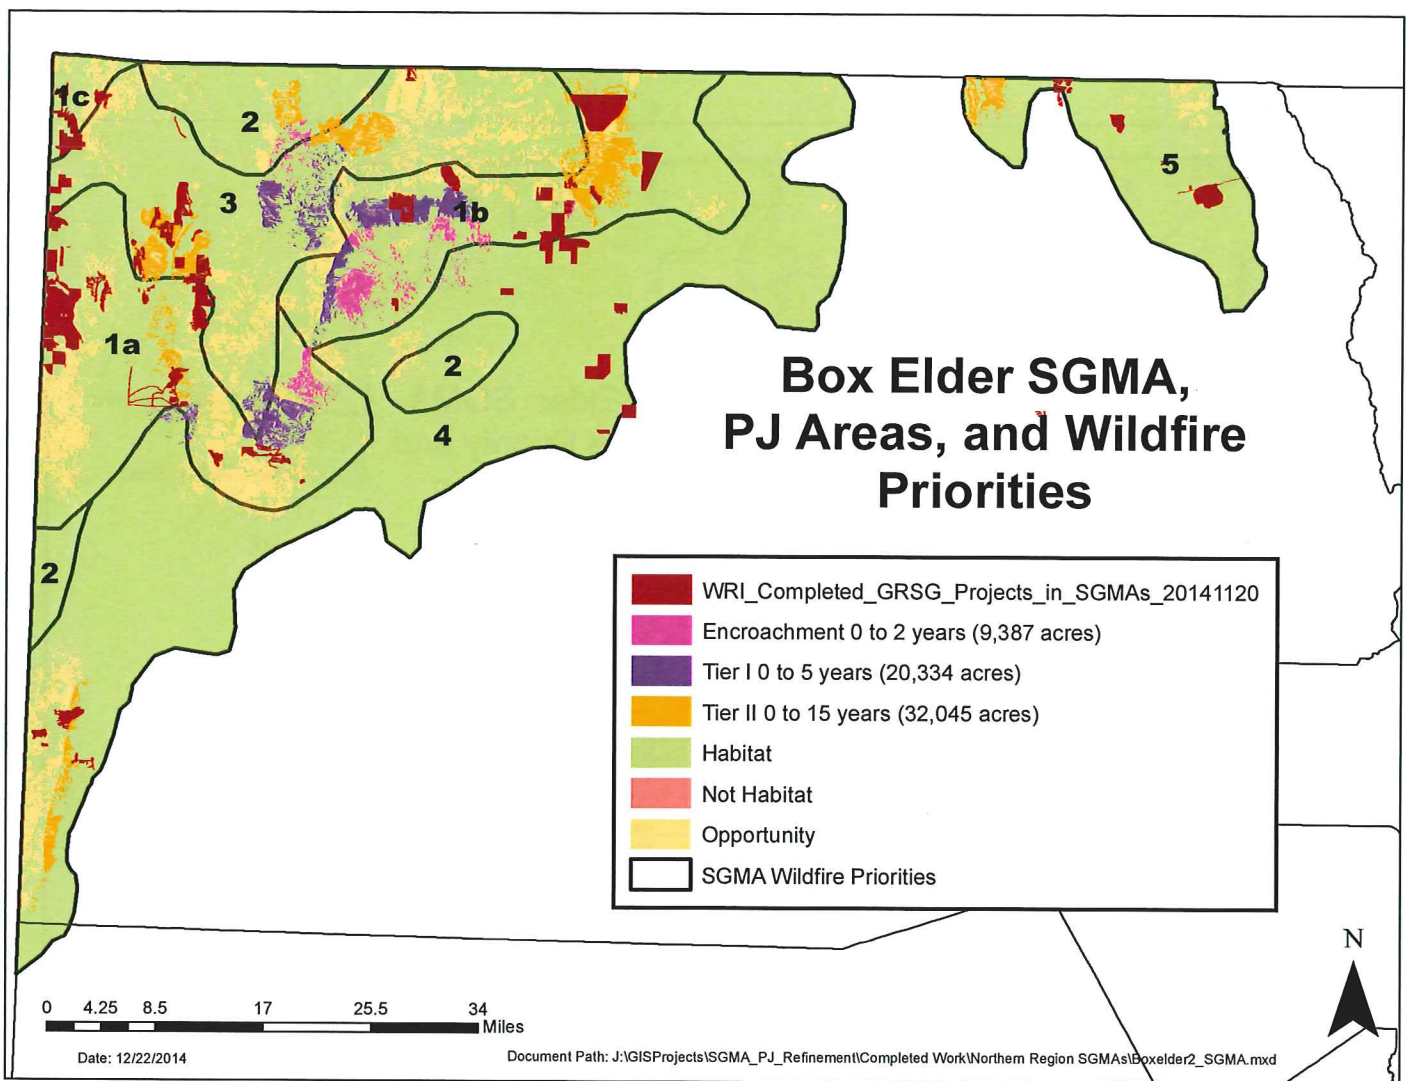 1c
2
3
1b
5
1a
2
4
2
Box Elder SGMA,
PJ Areas, and Wildfire
Priorities
WRI_Completed_GRSG_Projects_in_SGMAs_20141120
Encroachment 0 to 2 years (9,387 acres)
Tier I 0 to 5 years (20,334 acres)
Tier II 0 to 15 years (32,045 acres)
Habitat
Not Habitat
Opportunity
SGMA Wildfire Priorities
N
0 4.25 8.5 17 25.5 34
Miles
Date: 12/22/2014
Document Path: J:\GISProjects\SGMA_PJ_Refinement\Completed Work\Northern Region SGMAs\Boxelder2_SGMA.mxd